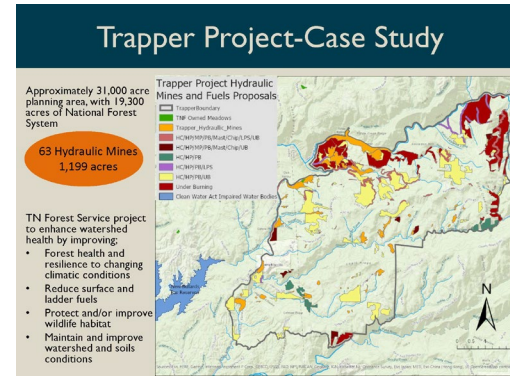 Trapper Project-Case Study
Approximately 31,000 acre
planning area, with 19,300
acres of National Forest
System
63 Hydraulic Mines
1,199 acres
TN Forest Service project
to enhance watershed
health by improving:
• Forest health and
resilience to changing
climatic conditions
• Reduce surface and
ladder fuels
• Protect and/or improve
wildlife habitat
• Maintain and improve
watershed and soils
conditions
Trapper Project Hydraulic
Mines and Fuels Proposals
TrapperBoundary
TNF Owned Meadows
Trapper_Hydraulic_Mines
HC/HP/MP/PB/Mast/Chip/LPS/UB
HC/HP/MP/PB/Mast/Chip/UB
HC/HP/PB
HC/HP/PB/LPS
HC/HP/PB/UB
Under Burning
Clean Water Act Impaired Water Bodies
N